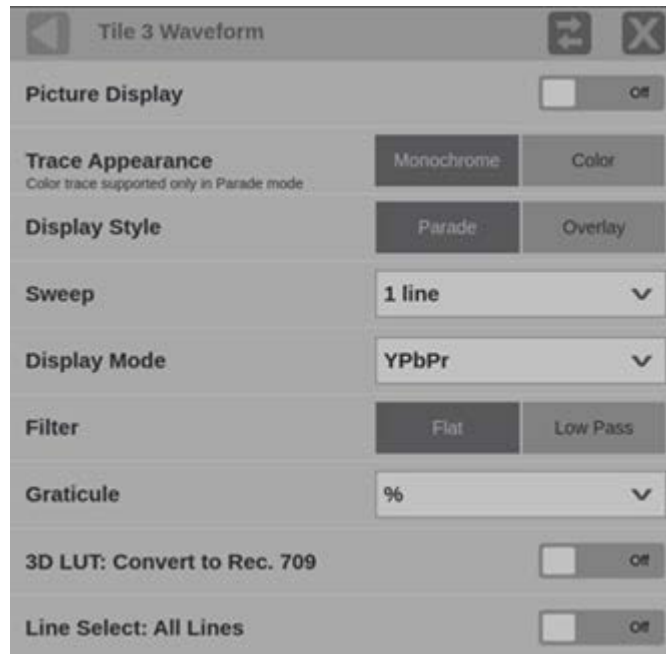 Tile 3 Waveform
Picture Display
Off
Trace Appearance
Color trace supported only in Parade mode
Monochrome
Color
Display Style
Parade
Overlay
Sweep
1 line
Display Mode
YPbPr
Filter
Flat
Low Pass
Graticule
%
3D LUT: Convert to Rec. 709
Off
Line Select: All Lines
Off